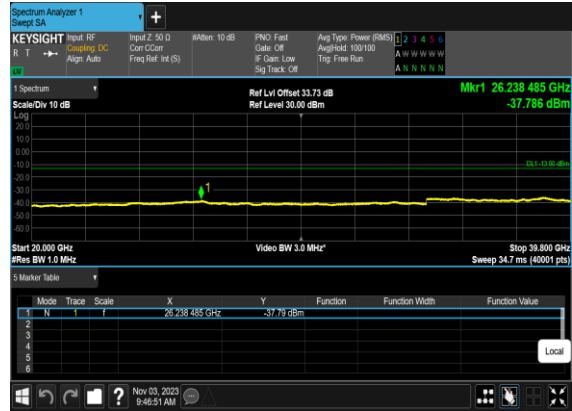 Spectrum Analyzer 1
Swept SA
+
KEYSIGHT Input: RF Input Z: 50 Ω #Atten: 10 dB PNO: Fast Avg Type: Power (RMS) 1 2 3 4 5 6
R T Coupling: DC Corr CCorr Gate: Off Avg|Hold: 100/100 A W W W W W
Align: Auto Freq Ref: Int (S) IF Gain: Low Trig: Free Run
Sig Track: Off A N N N N N
1 Spectrum Ref Lvl Offset 33.73 dB Mkr1 26.238 485 GHz
Scale/Div 10 dB Ref Level 30.00 dBm -37.786 dBm
Log
20.0
10.0
0.00
-10.0 DL1 -13.00 dBm
-20.0
-30.0 1
-40.0
-50.0
-60.0
Start 20.000 GHz Video BW 3.0 MHz* Stop 39.800 GHz
#Res BW 1.0 MHz Sweep 34.7 ms (40001 pts)
5 Marker Table
Mode Trace Scale X Y Function Function Width Function Value
1 N 1 f 26.238 485 GHz -37.79 dBm
2
3
4
5
6
Local
? Nov 03, 2023
9:46:51 AM